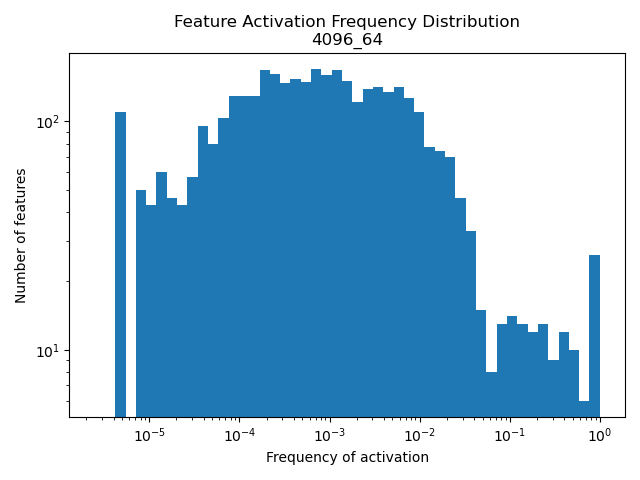 Feature Activation Frequency Distribution
4096_64
Number of features
10²
10¹
10⁻⁵ 10⁻⁴ 10⁻³ 10⁻² 10⁻¹ 10⁰
Frequency of activation